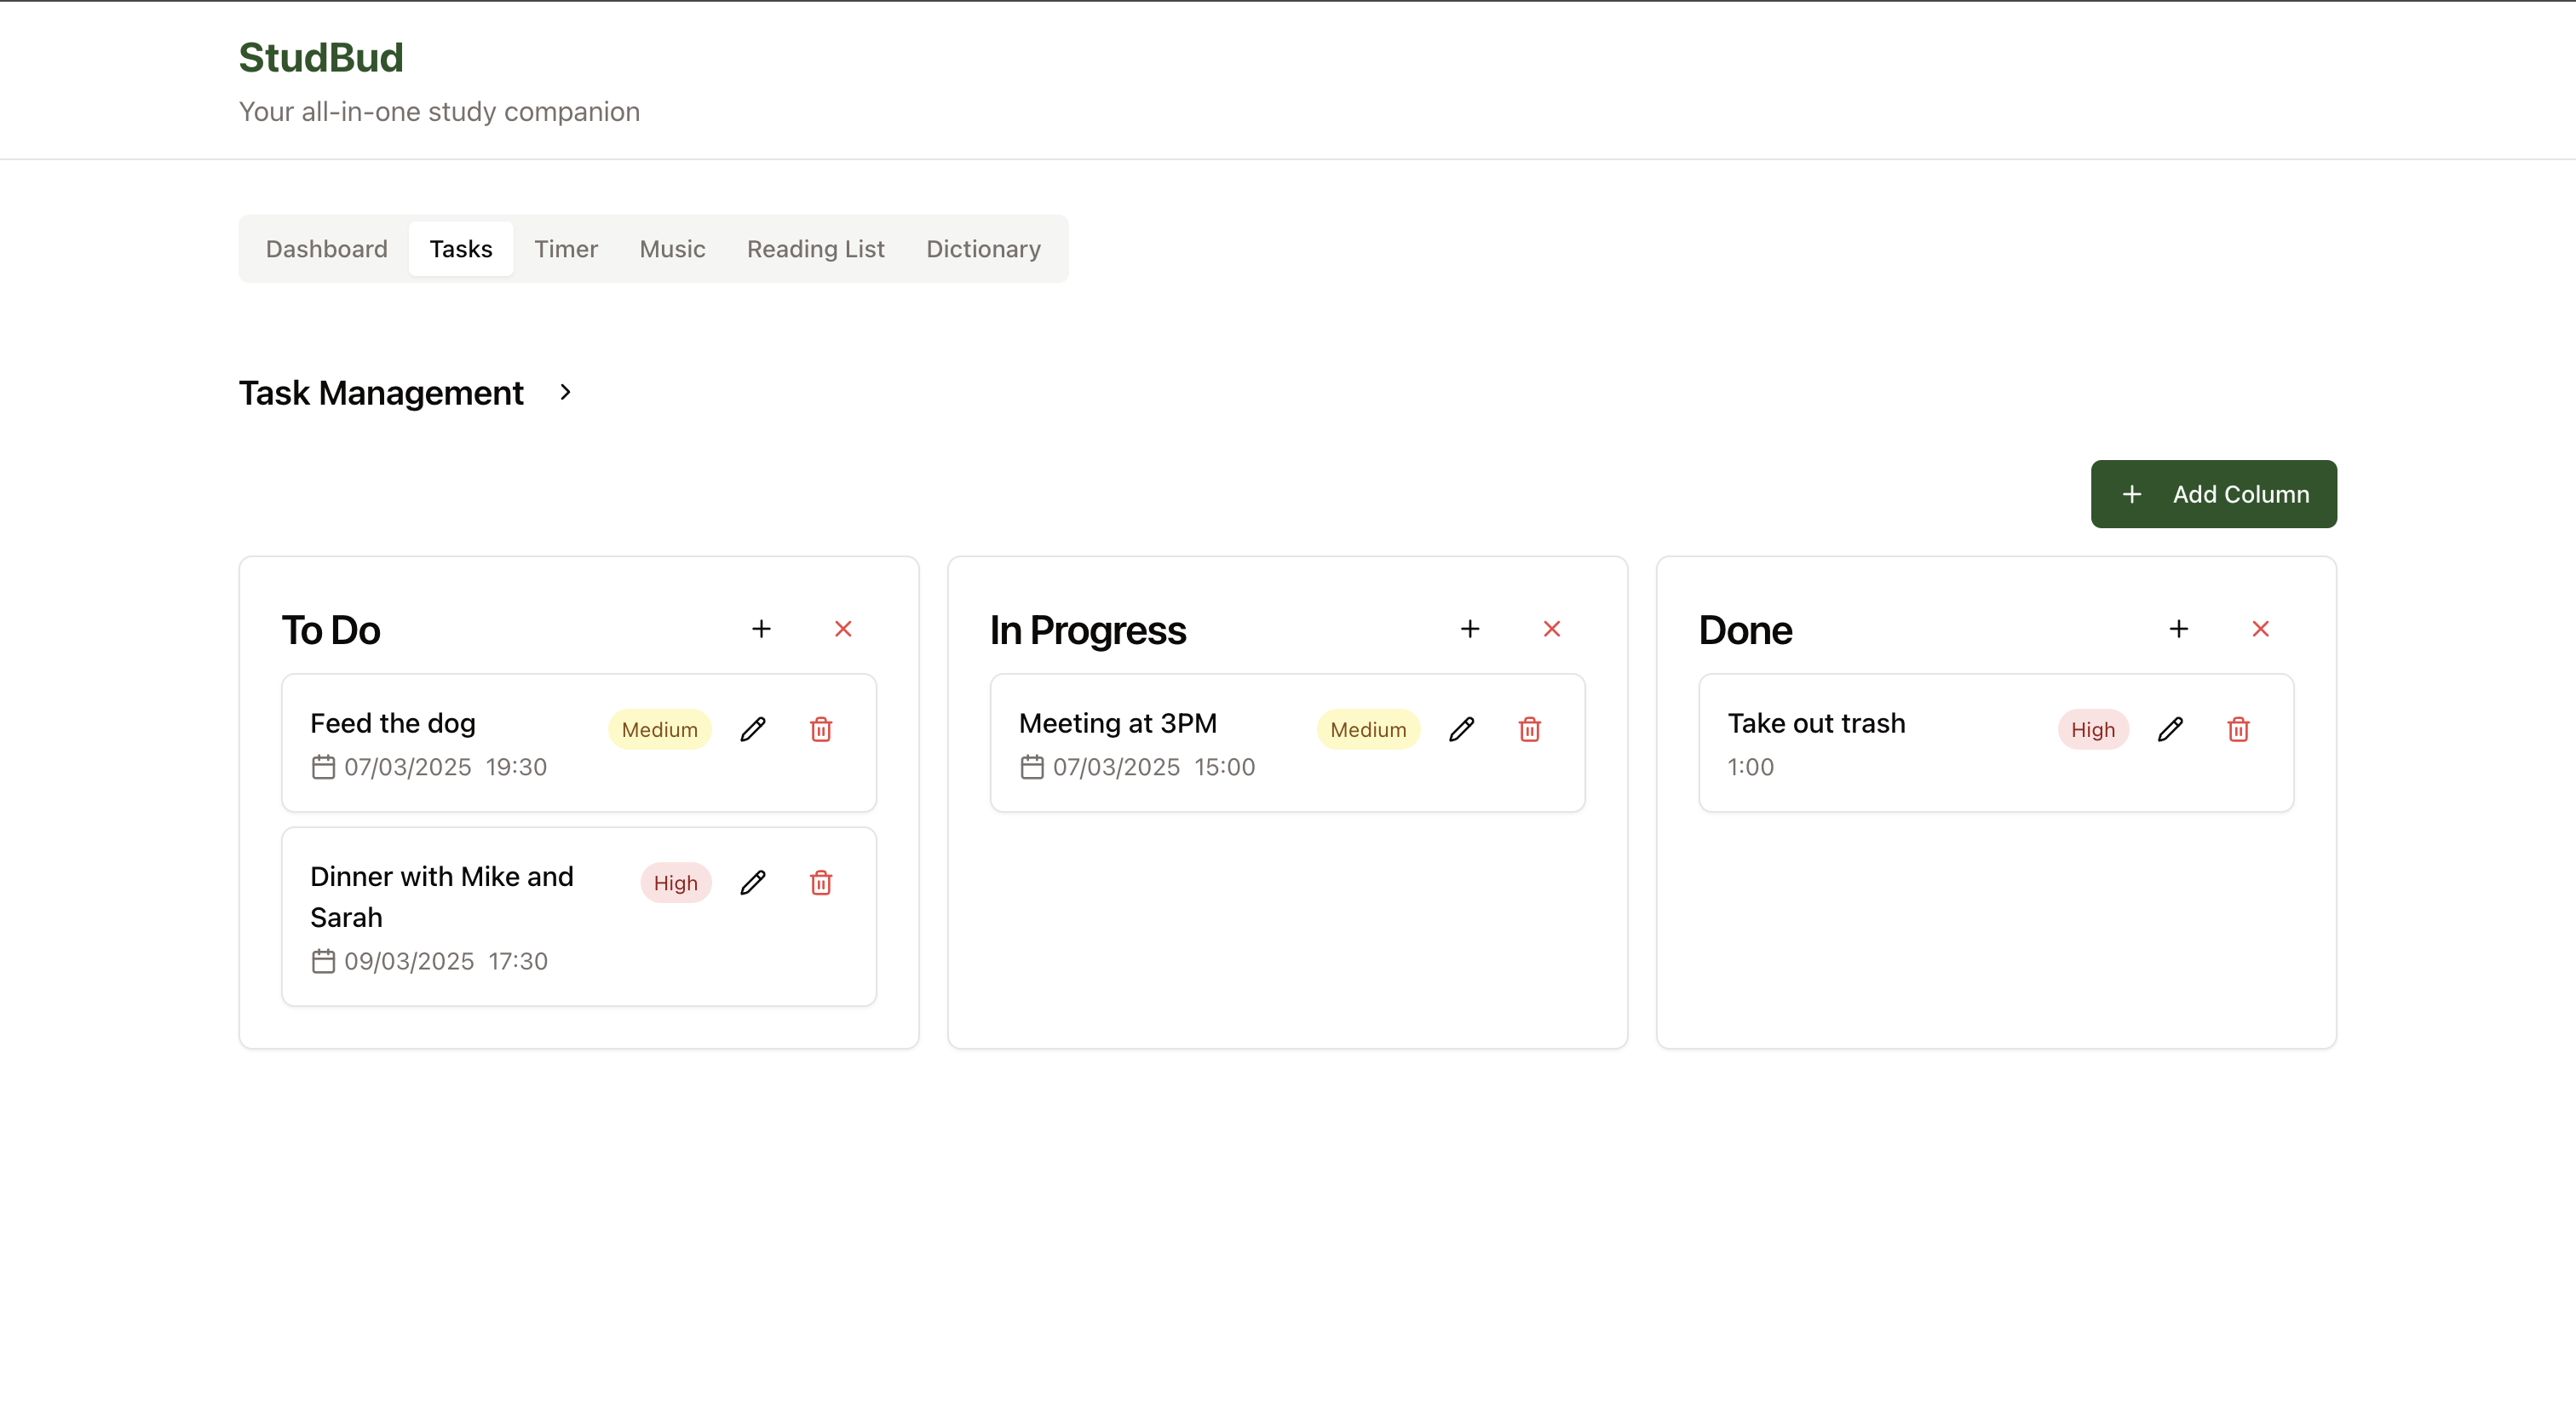 StudBud
Your all-in-one study companion
Dashboard Tasks Timer Music Reading List Dictionary
Task Management
Add Column
To Do
Feed the dog Medium
07/03/2025 19:30
Dinner with Mike and High
Sarah
09/03/2025 17:30
In Progress
Meeting at 3PM Medium
07/03/2025 15:00
Done
Take out trash High
1:00